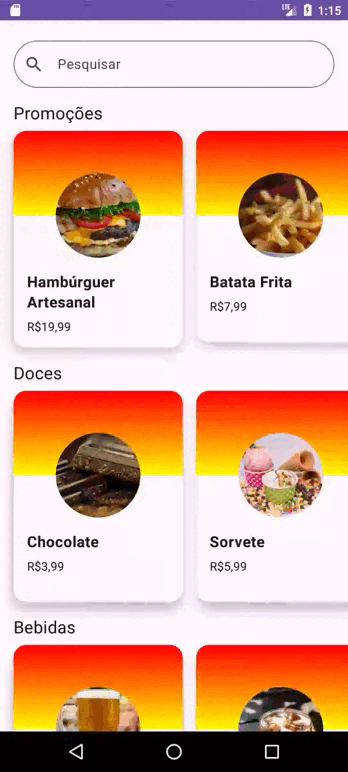 LTE 1:15
Pesquisar
Promoções
Hambúrguer
Artesanal
R$19,99
Batata Frita
R$7,99
Doces
Chocolate
R$3,99
Sorvete
R$5,99
Bebidas